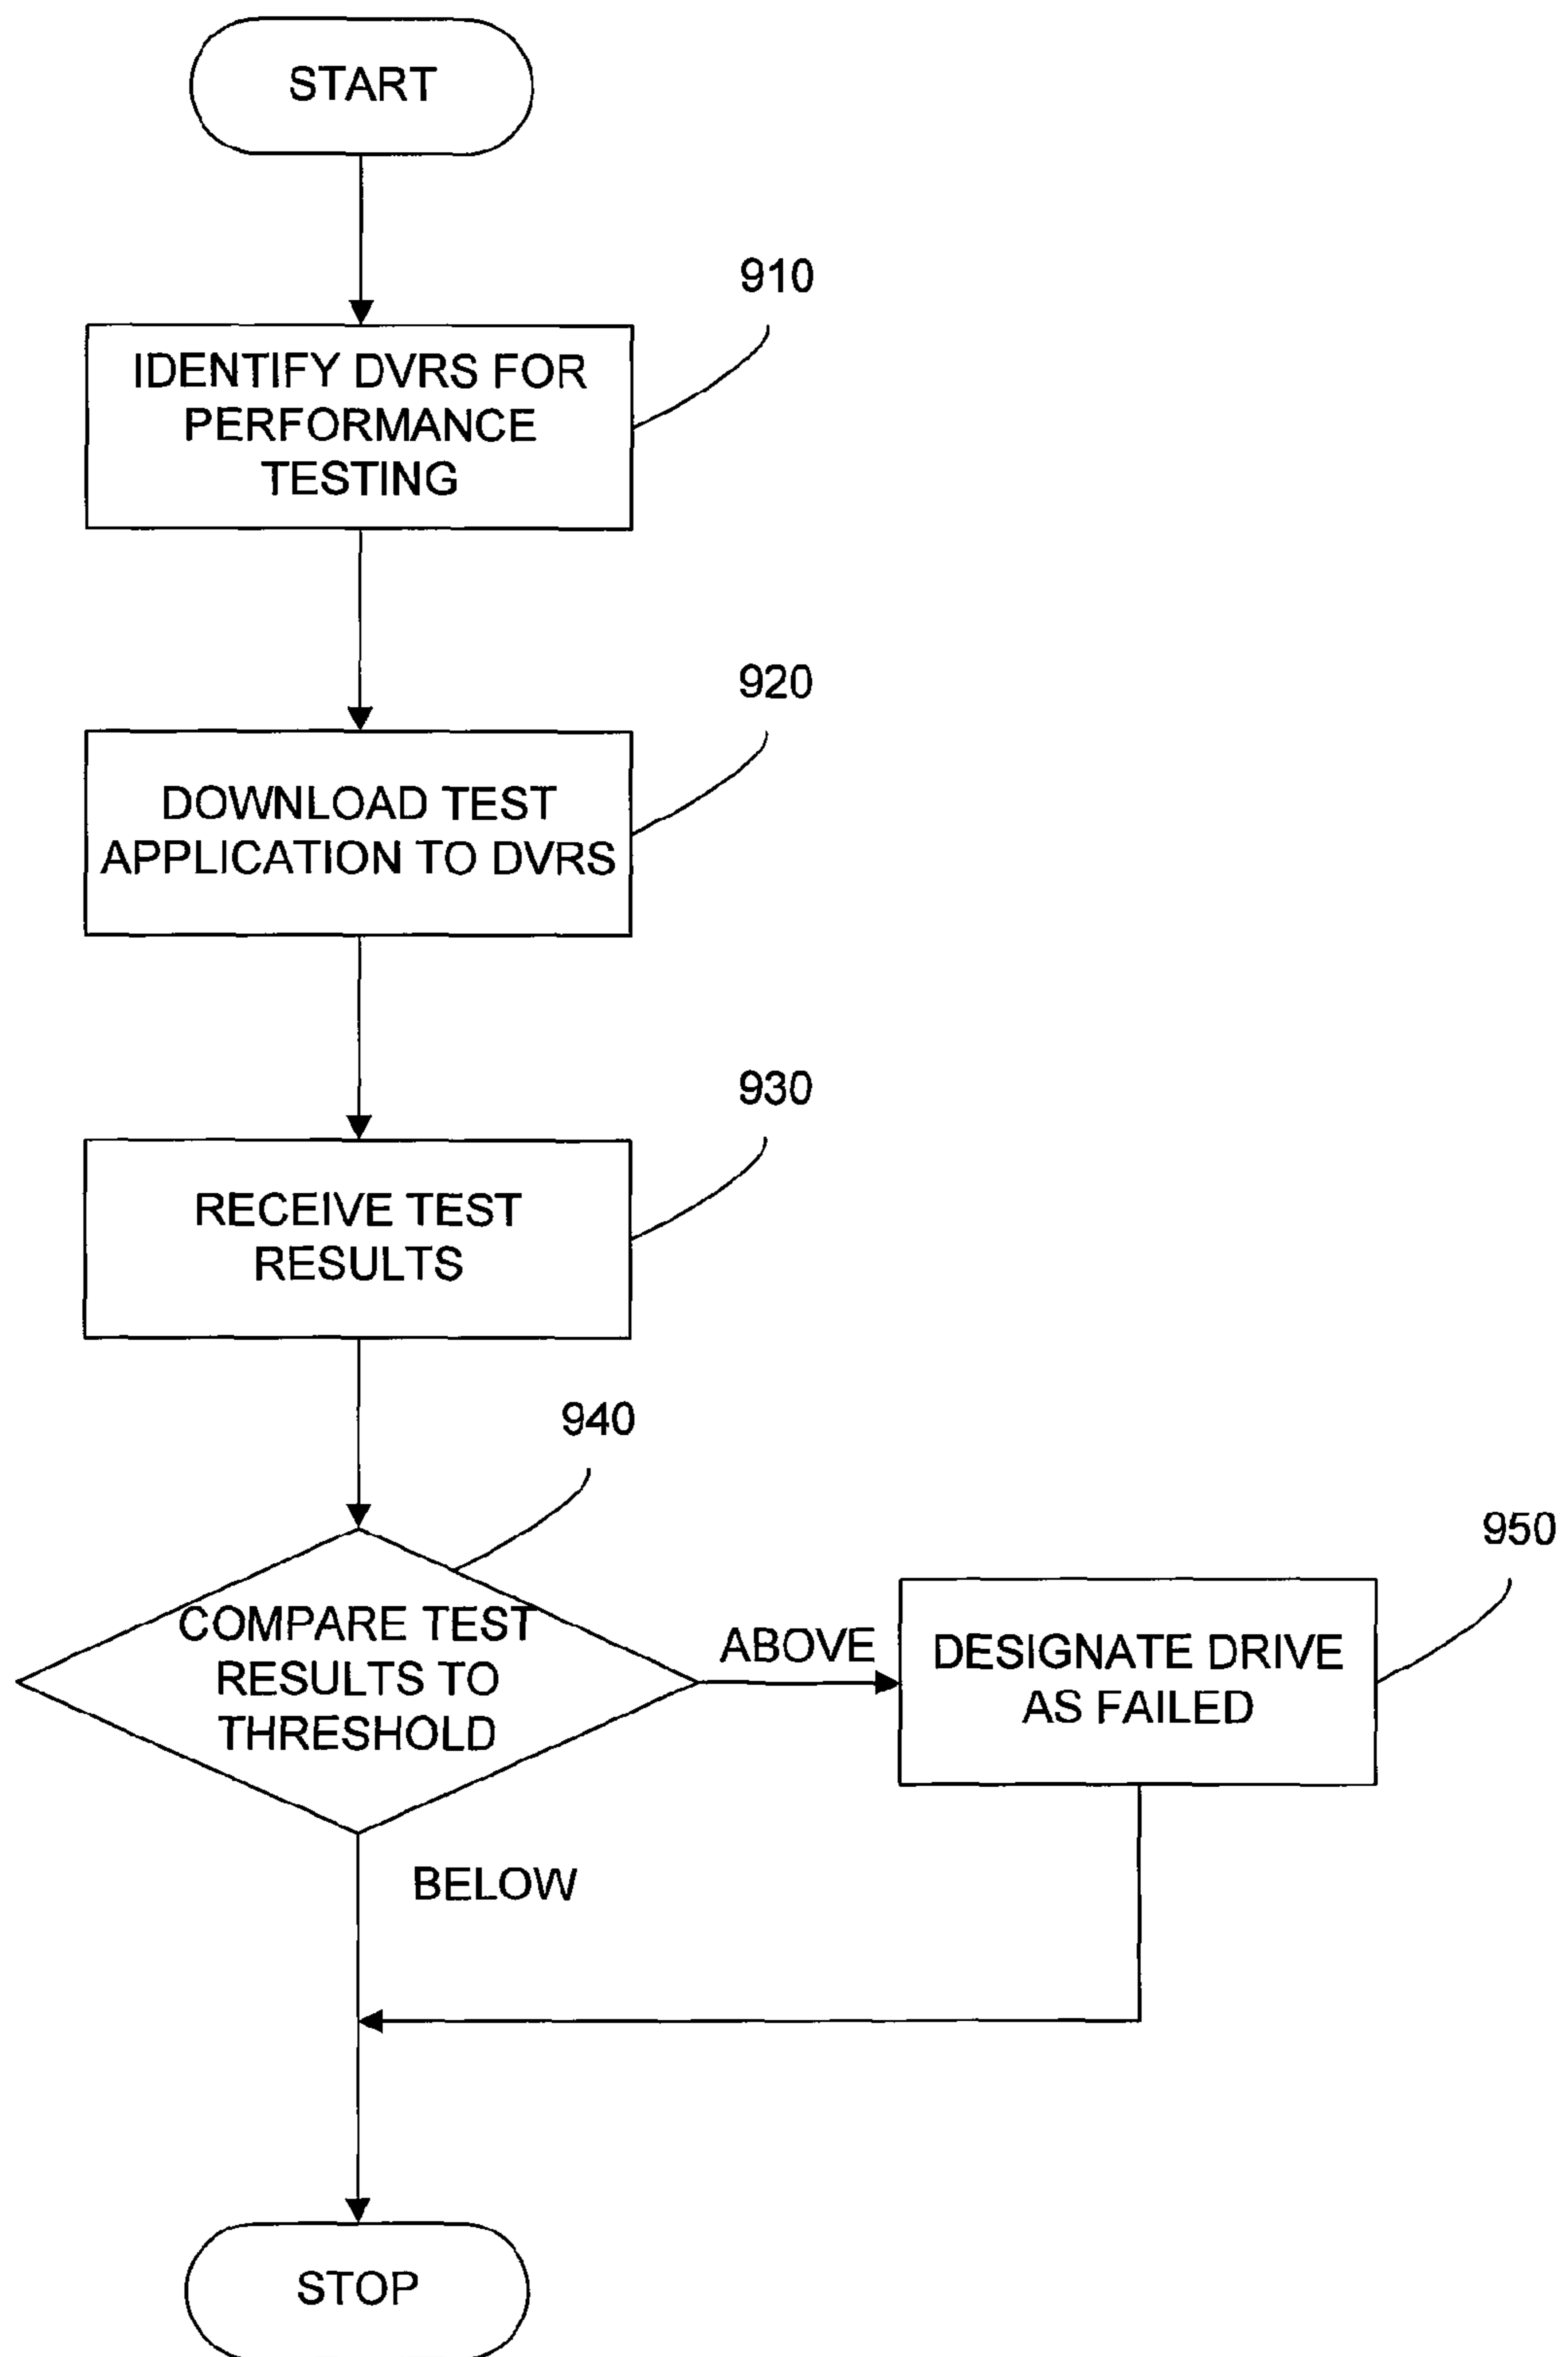 START
910
IDENTIFY DVRS FOR
PERFORMANCE
TESTING
920
DOWNLOAD TEST
APPLICATION TO DVRS
930
RECEIVE TEST
RESULTS
940
COMPARE TEST
RESULTS TO
THRESHOLD
ABOVE
950
DESIGNATE DRIVE
AS FAILED
BELOW
STOP